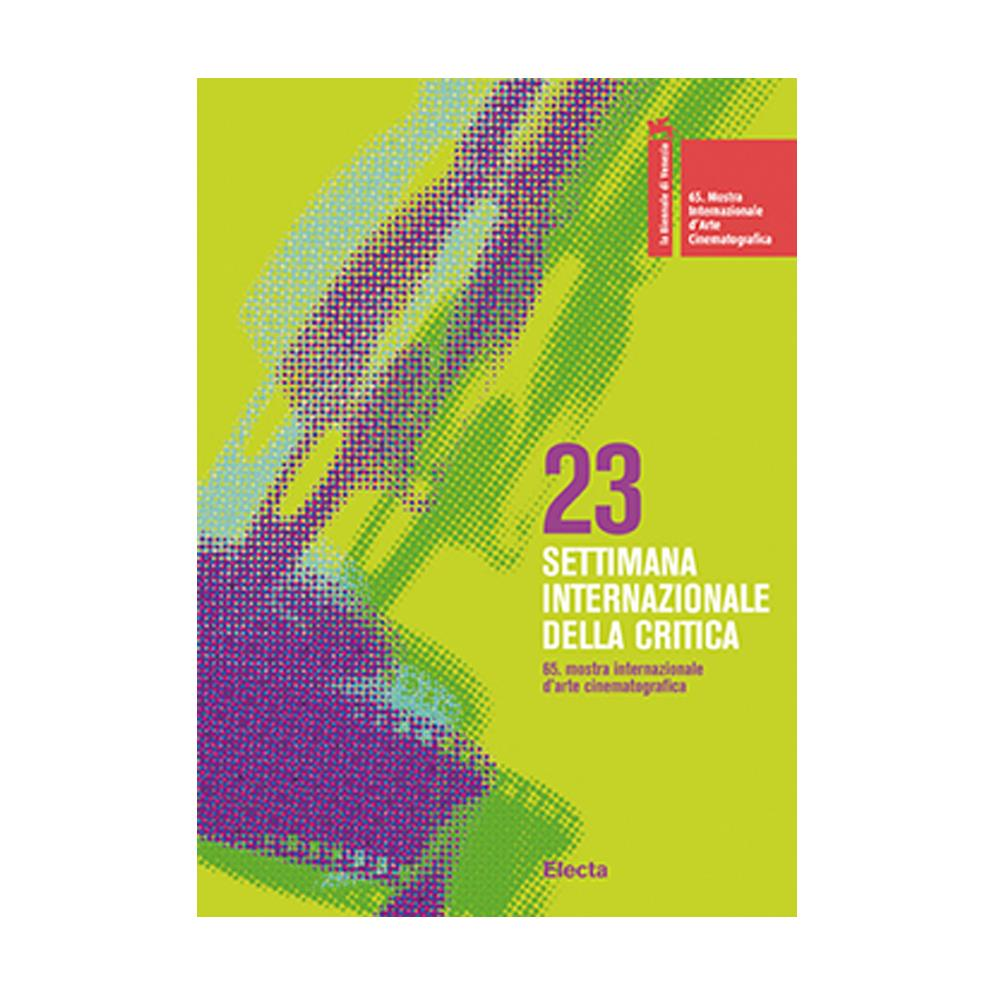 la Biennale di Venezia
65. Mostra
Internazionale
d'Arte
Cinematografica
23
SETTIMANA
INTERNAZIONALE
DELLA CRITICA
65. mostra internazionale
d'arte cinematografica
Electa